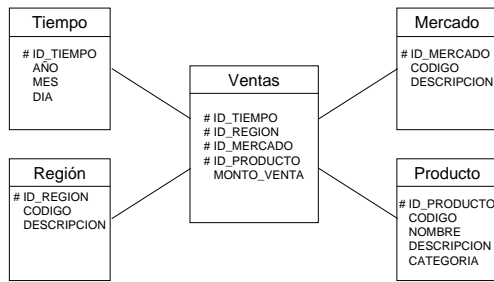 Tiempo
# ID_TIEMPO
AÑO
MES
DIA
Mercado
# ID_MERCADO
CODIGO
DESCRIPCION
Ventas
# ID_TIEMPO
# ID_REGION
# ID_MERCADO
# ID_PRODUCTO
MONTO_VENTA
Región
# ID_REGION
CODIGO
DESCRIPCION
Producto
# ID_PRODUCTO
CODIGO
NOMBRE
DESCRIPCION
CATEGORIA